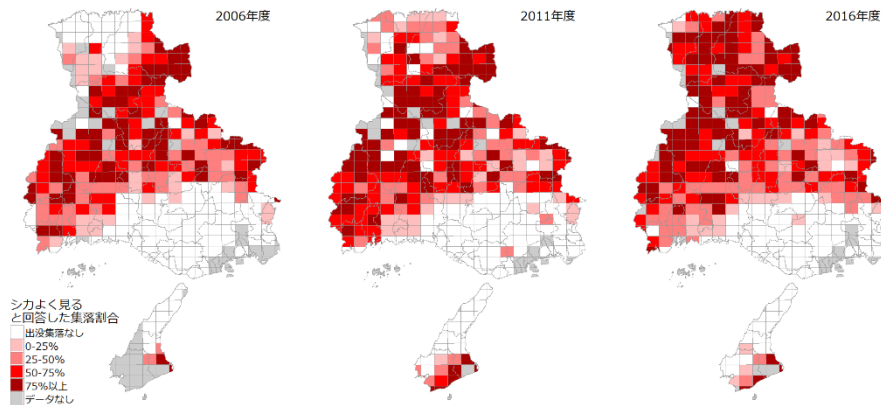 2006年度
2011年度
2016年度
シカよく見る
と回答した集落割合
出没集落なし
0-25%
25-50%
50-75%
75%以上
データなし